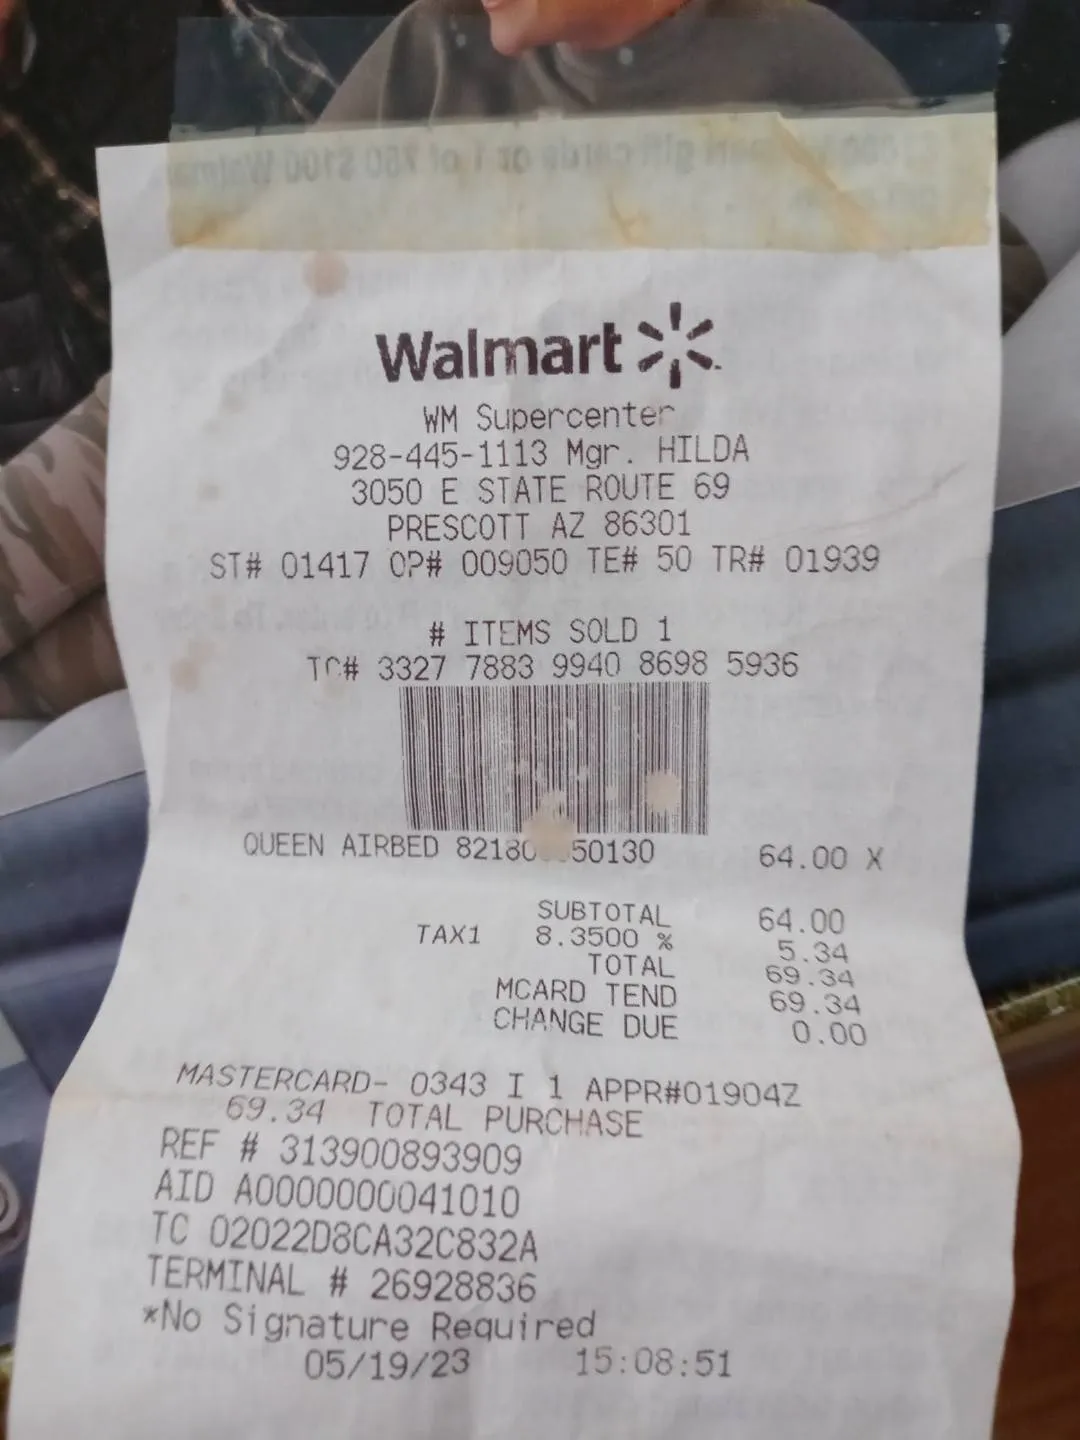 Walmart
WM Supercenter
928-445-1113 Mgr. HILDA
3050 E STATE ROUTE 69
PRESCOTT AZ 86301
ST# 01417 OP# 009050 TE# 50 TR# 01939
# ITEMS SOLD 1
TC# 3327 7883 9940 8698 5936
QUEEN AIRBED 64.00 X
SUBTOTAL 64.00
TAX1 8.3500 % 5.34
TOTAL 69.34
MCARD TEND 69.34
CHANGE DUE 0.00
MASTERCARD- 0343 I 1 APPR#01904Z
69.34 TOTAL PURCHASE
REF # 313900893909
AID A0000000041010
TC 02022D8CA32C832A
TERMINAL # 26928836
*No Signature Required
05/19/23 15:08:51